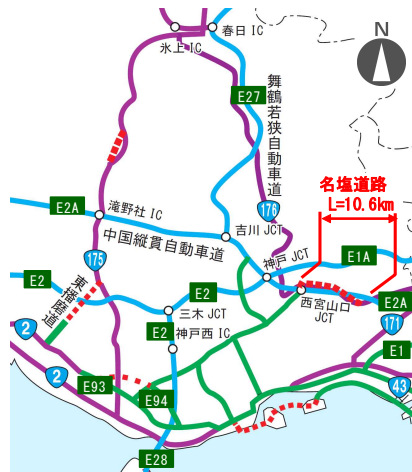 春日 IC
氷上 IC
N
E27
舞鶴若狭自動車道
名塩道路
L=10.6km
E2A
滝野社 IC
176
吉川 JCT
中国縦貫自動車道
神戸 JCT
E1A
175
E2
東播磨道
E2
西宮山口
JCT
E2A
三木 JCT
171
2
E2
神戸西 IC
E1
2
E93
E94
43
E28